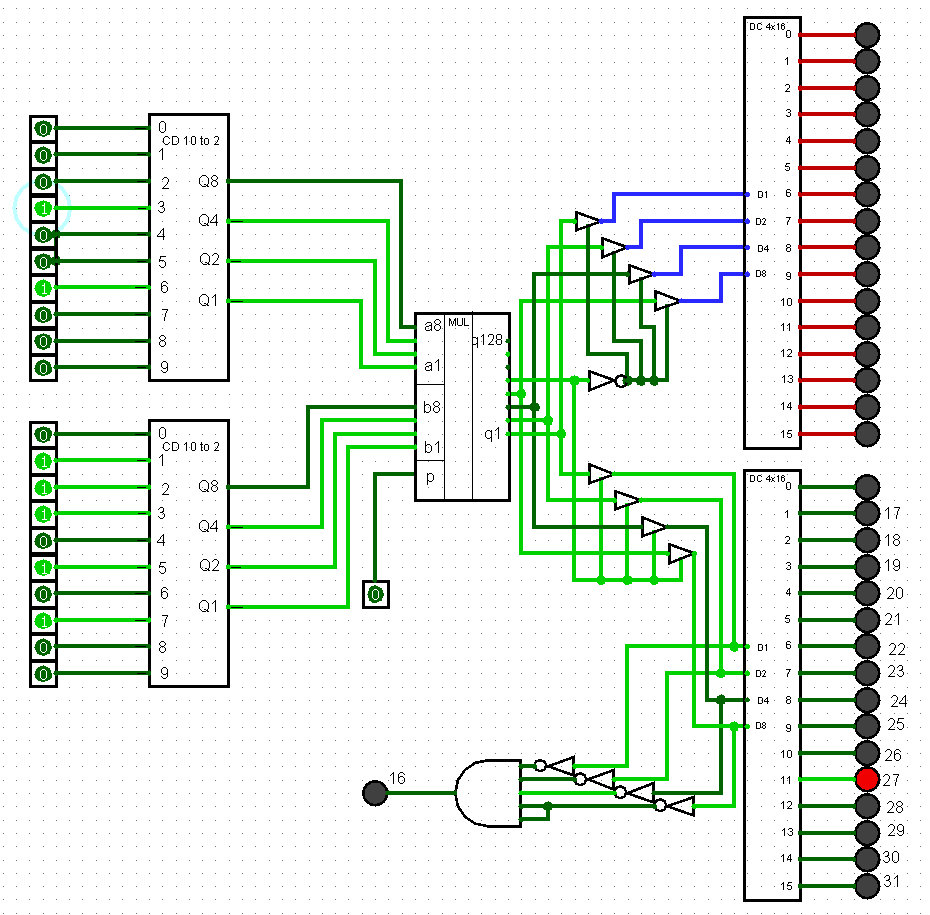 DC 4x16
0
1
2
3
4
5
D1 6
D2 7
D4 8
D8 9
10
11
12
13
14
15
0 0
CD 10 to 2
0 1
0 2 Q8
1 3
0 4 Q4
0 5 Q2
1 6 Q1
0 7
0 8
0 9
a8 MUL
q128
a1
b8
b1 q1
p
0
0 0
CD 10 to 2
1 1
1 2 Q8
1 3
0 4 Q4
1 5 Q2
0 6 Q1
1 7
0 8
0 9
DC 4x16
0
1 17
2 18
3 19
4 20
5 21
D1 6 22
D2 7 23
D4 8 24
D8 9 25
10 26
11 27
12 28
13 29
14 30
15 31
16